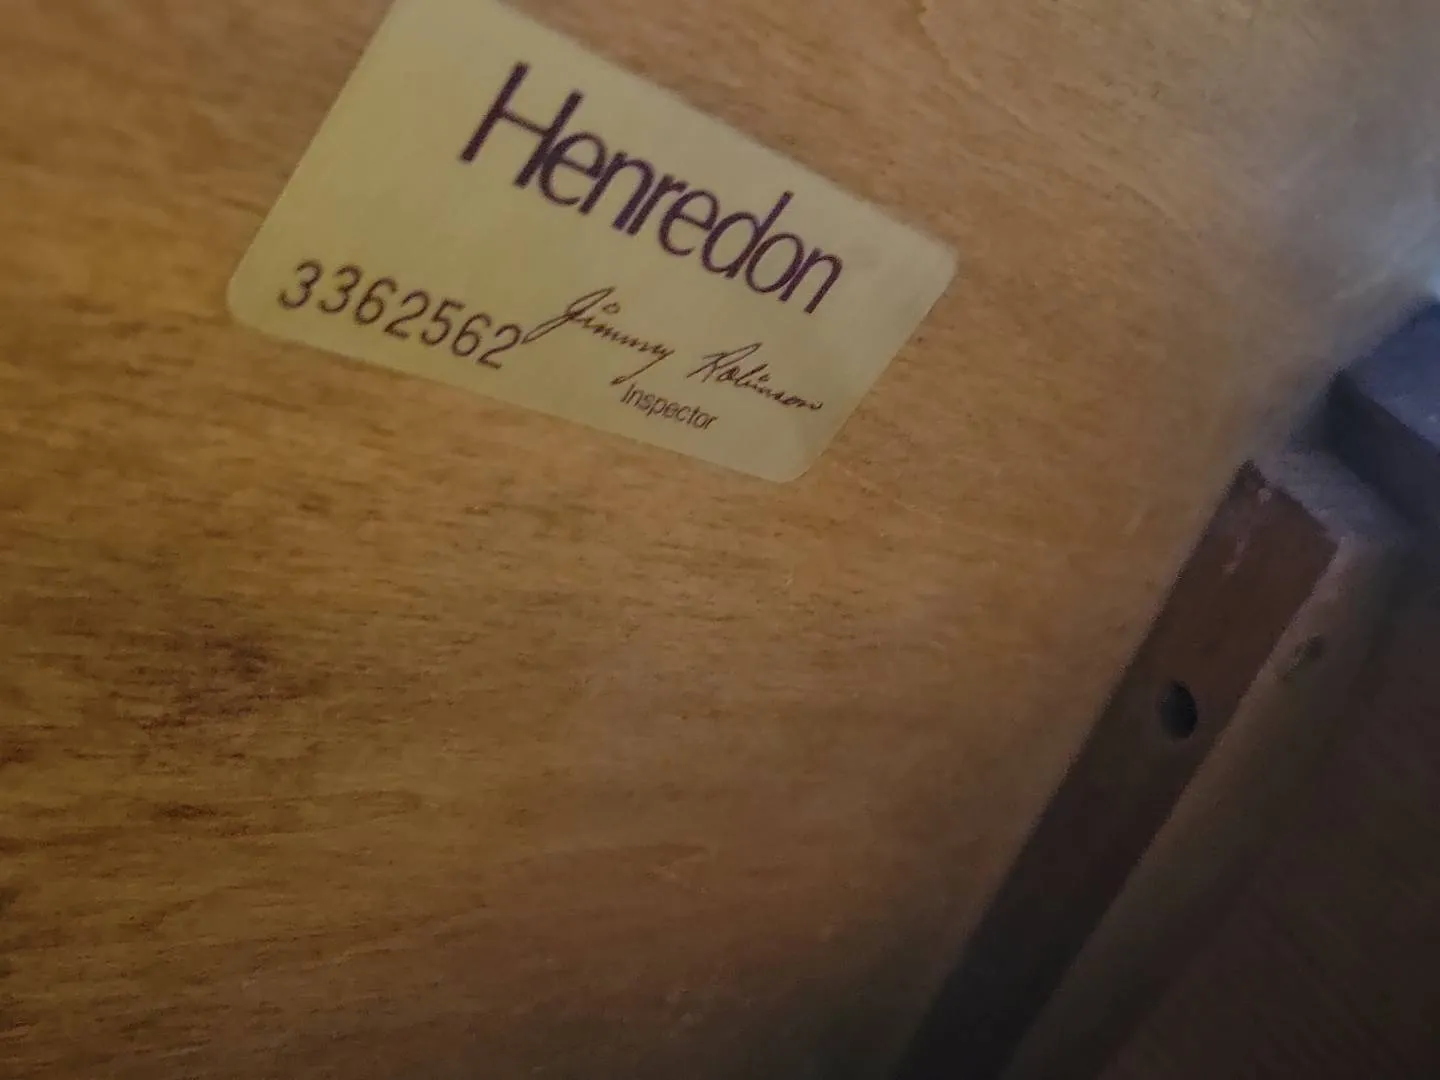 Henredon
3362562 Jimmy Robinson
Inspector